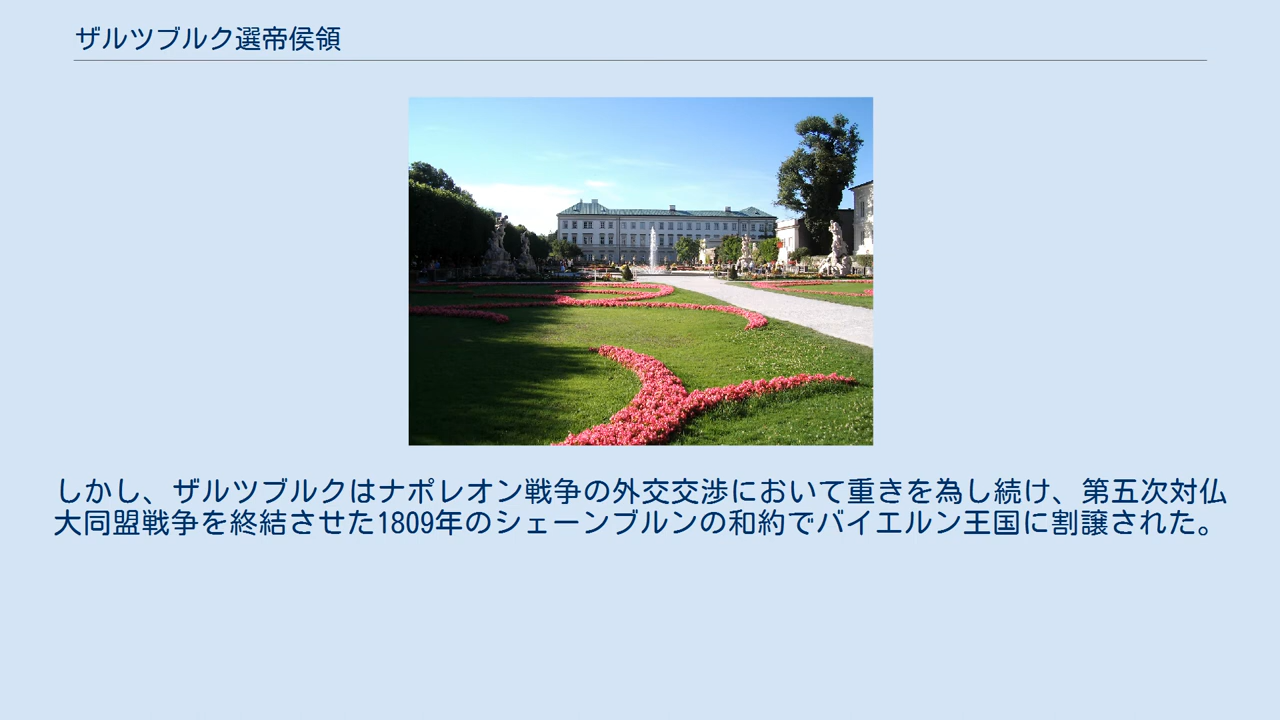 ザルツブルク選帝侯領
しかし、ザルツブルクはナポレオン戦争の外交交渉において重きを為し続け、第五次対仏
大同盟戦争を終結させた1809年のシェーンブルンの和約でバイエルン王国に割譲された。